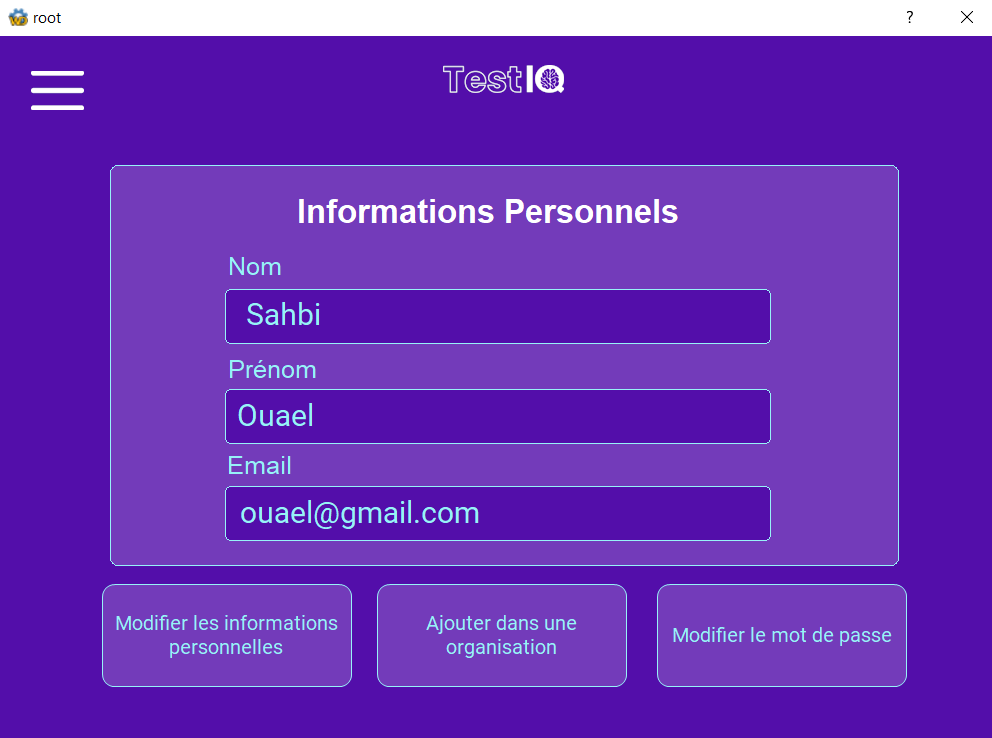 root
?
TestIQ
Informations Personnels
Nom
Sahbi
Prénom
Ouael
Email
ouael@gmail.com
Modifier les informations
personnelles
Ajouter dans une
organisation
Modifier le mot de passe